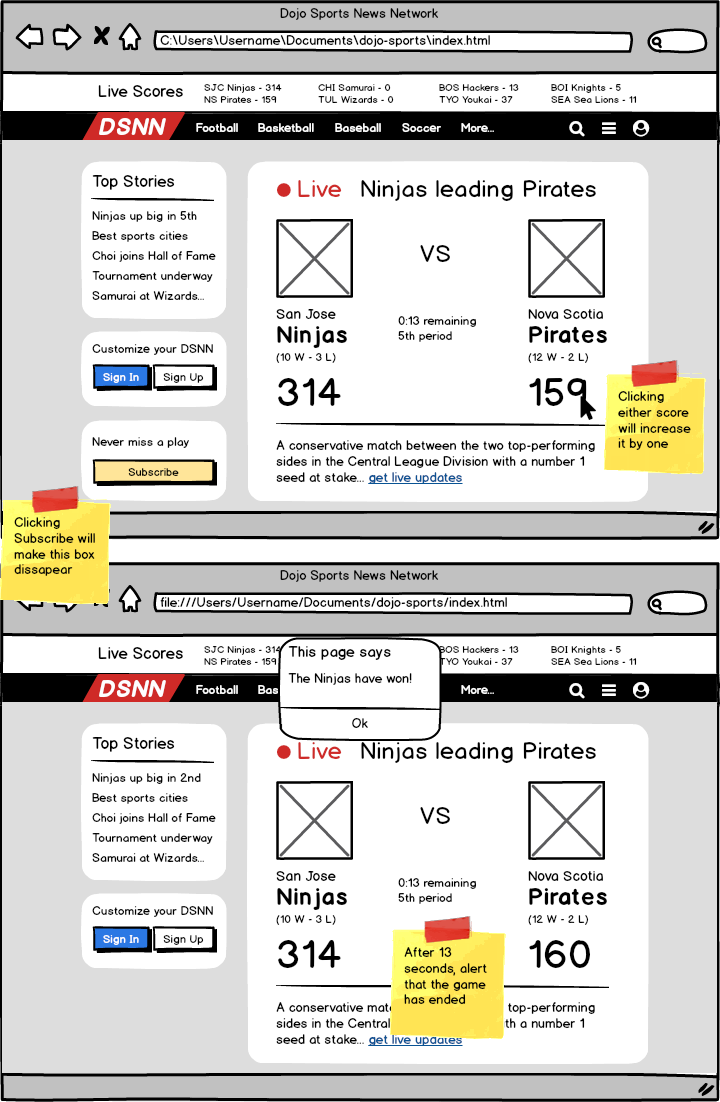 Dojo Sports News Network
C:\Users\Username\Documents\dojo-sports\index.html
Live Scores
SJC Ninjas - 314
NS Pirates - 159
CHI Samurai - 0
TUL Wizards - 0
BOS Hackers - 13
TYO Youkai - 37
BOI Knights - 5
SEA Sea Lions - 11
DSNN
Football Basketball Baseball Soccer More...
Top Stories
Ninjas up big in 5th
Best sports cities
Choi joins Hall of Fame
Tournament underway
Samurai at Wizards...
Customize your DSNN
Sign In Sign Up
Never miss a play
Subscribe
Live Ninjas leading Pirates
VS
San Jose
Ninjas
(10 W - 3 L)
314
0:13 remaining
5th period
Nova Scotia
Pirates
(12 W - 2 L)
159
A conservative match between the two top-performing
sides in the Central League Division with a number 1
seed at stake... get live updates
Clicking
either score
will increase
it by one
Clicking
Subscribe will
make this box
dissapear
Dojo Sports News Network
file:///Users/Username/Documents/dojo-sports/index.html
Live Scores
SJC Ninjas - 314
NS Pirates - 159
BOS Hackers - 13
TYO Youkai - 37
BOI Knights - 5
SEA Sea Lions - 11
This page says
The Ninjas have won!
Ok
DSNN
Football Bas More...
Top Stories
Ninjas up big in 2nd
Best sports cities
Choi joins Hall of Fame
Tournament underway
Samurai at Wizards...
Customize your DSNN
Sign In Sign Up
Live Ninjas leading Pirates
VS
San Jose
Ninjas
(10 W - 3 L)
314
0:13 remaining
5th period
Nova Scotia
Pirates
(12 W - 2 L)
160
After 13
seconds, alert
that the game
has ended
A conservative top-performing
sides in the Central a number 1
seed at stake... get live updates